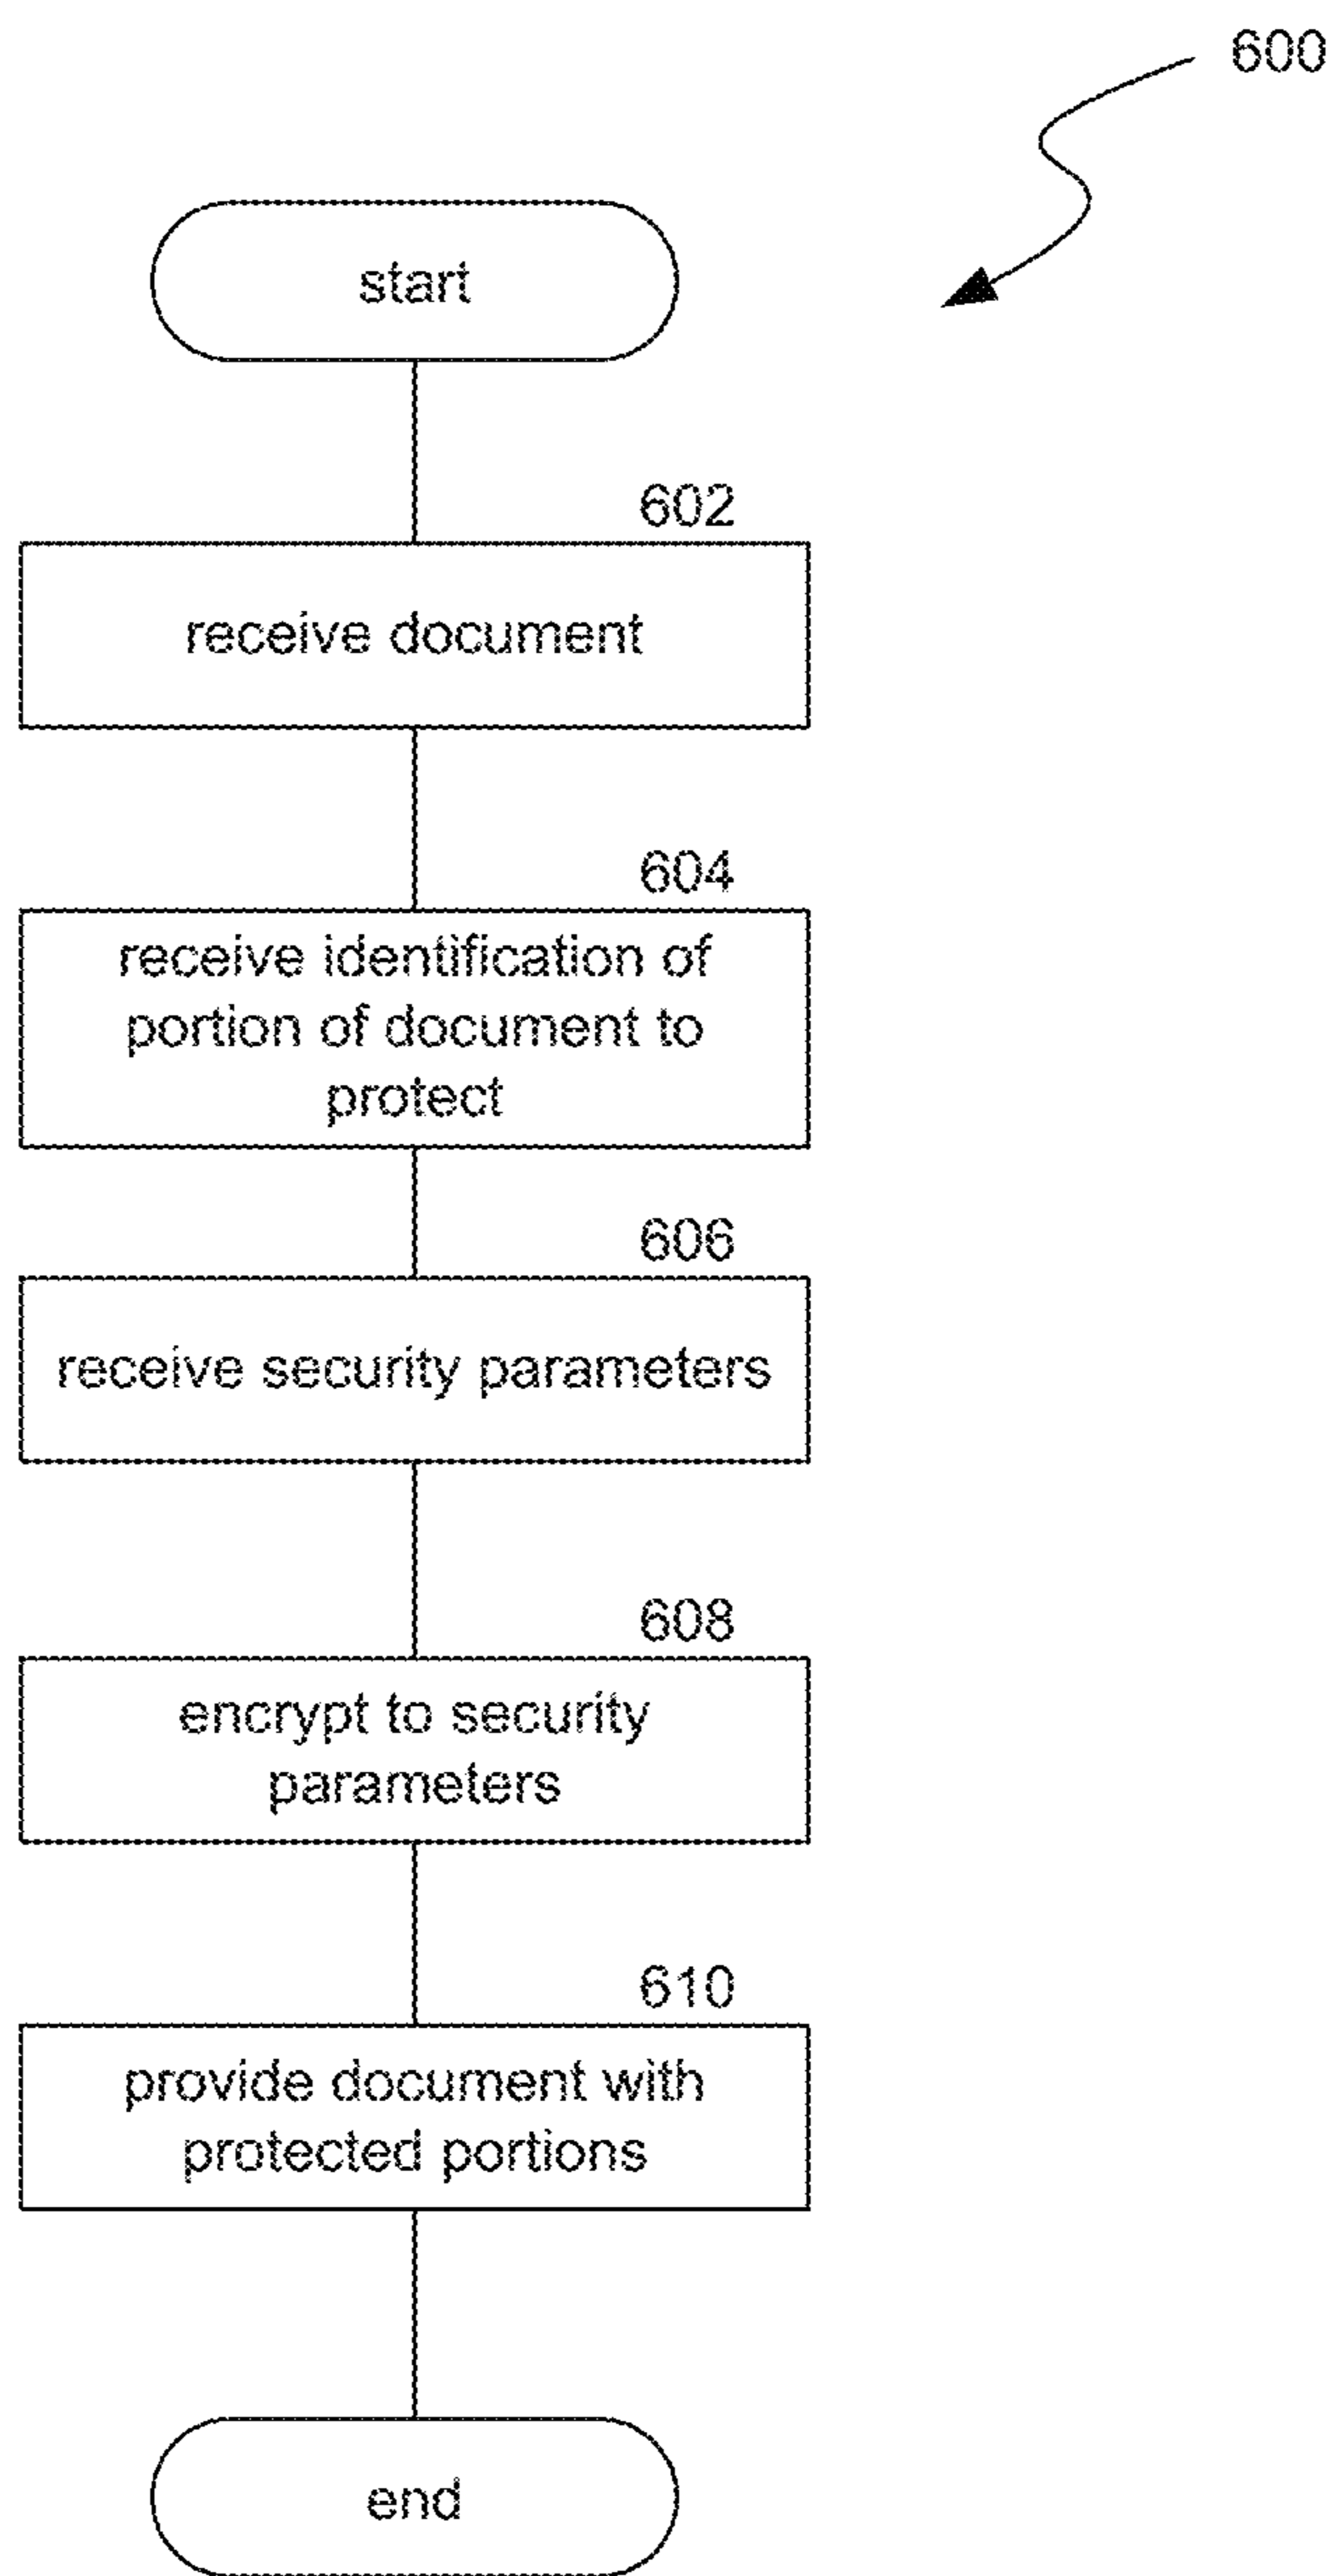 600
start
602
receive document
604
receive identification of
portion of document to
protect
606
receive security parameters
608
encrypt to security
parameters
610
provide document with
protected portions
end